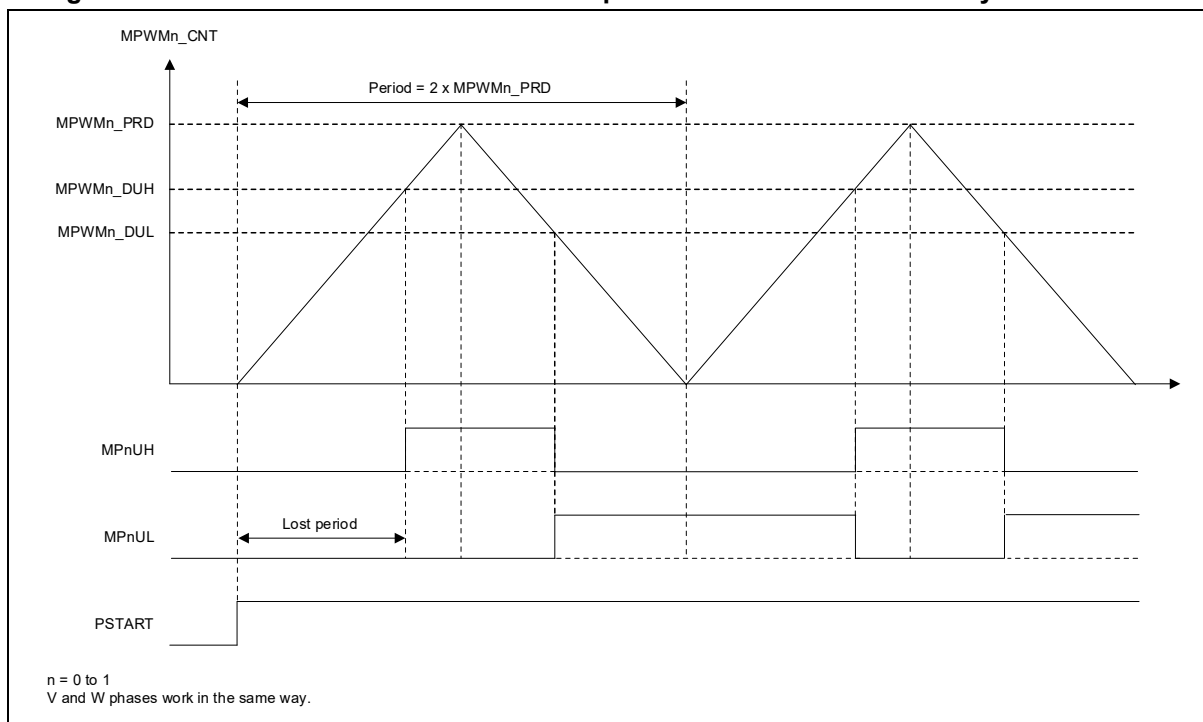 MPWMn_CNT
Period = 2 x MPWMn_PRD
MPWMn_PRD
MPWMn_DUH
MPWMn_DUL
MPnUH
Lost period
MPnUL
PSTART
n = 0 to 1
V and W phases work in the same way.